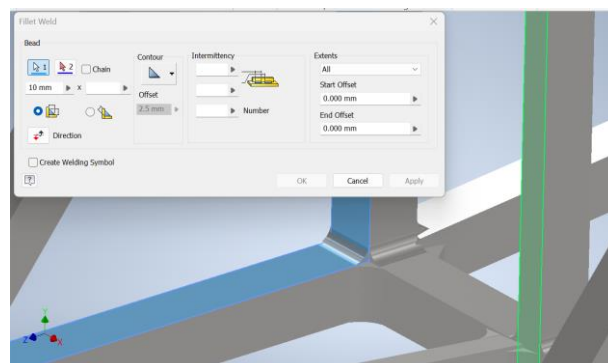 Fillet Weld
Bead
1 2 Chain
10 mm x
Direction
Contour
Offset
2.5 mm
Intermittency
Number
Extents
All
Start Offset
0.000 mm
End Offset
0.000 mm
Create Welding Symbol
?
OK Cancel Apply
Y
Z X